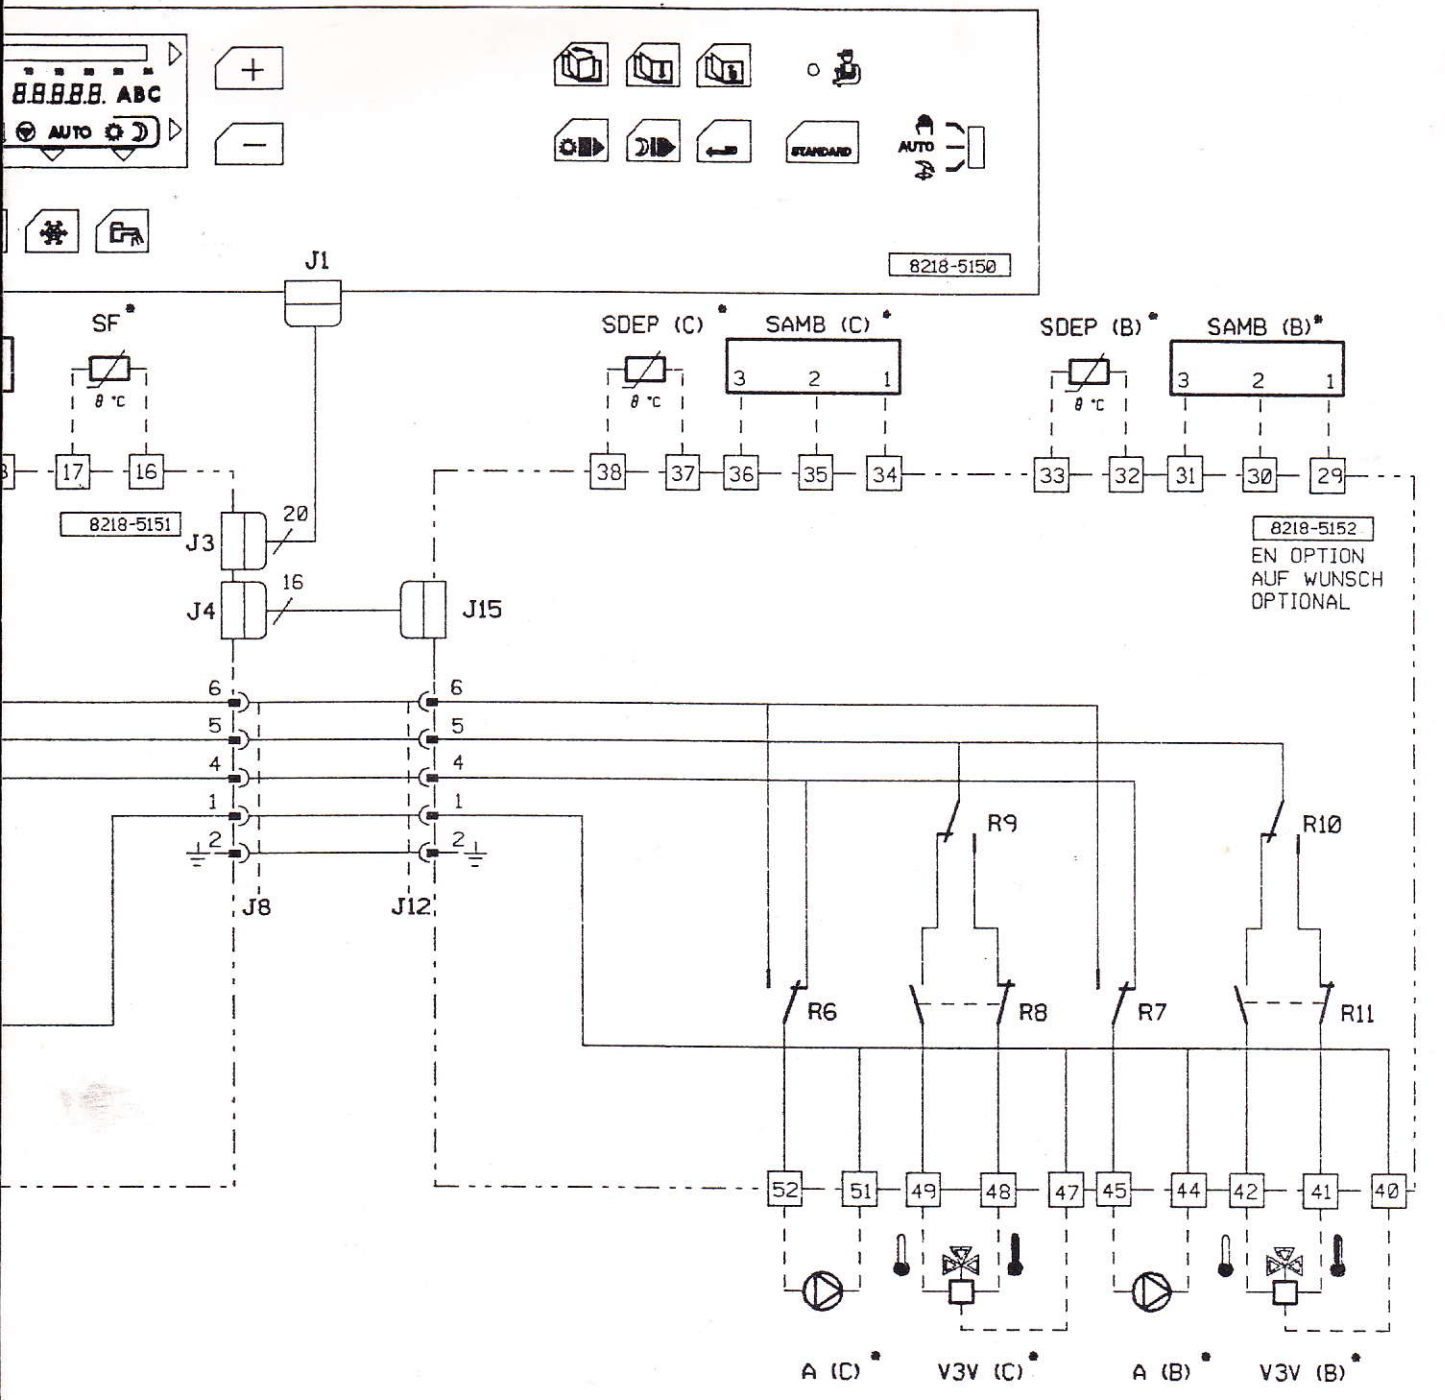 8.8.8.8.8. ABC
AUTO
+
-
STANDARD
AUTO
8218-5150
J1
SF*
SDEP (C)*
SAMB (C)*
SDEP (B)*
SAMB (B)*
θ °C
θ °C
3 2 1
θ °C
3 2 1
17 16
38 37 36 35 34
33 32 31 30 29
8218-5151
J3
20
8218-5152
EN OPTION
AUF WUNSCH
OPTIONAL
J4
16
J15
6 6
5 5
4 4
1 1
2 2
J8
J12
R9
R10
R6
R8
R7
R11
52 51 49 48 47 45 44 42 41 40
A (C)*
V3V (C)*
A (B)*
V3V (B)*